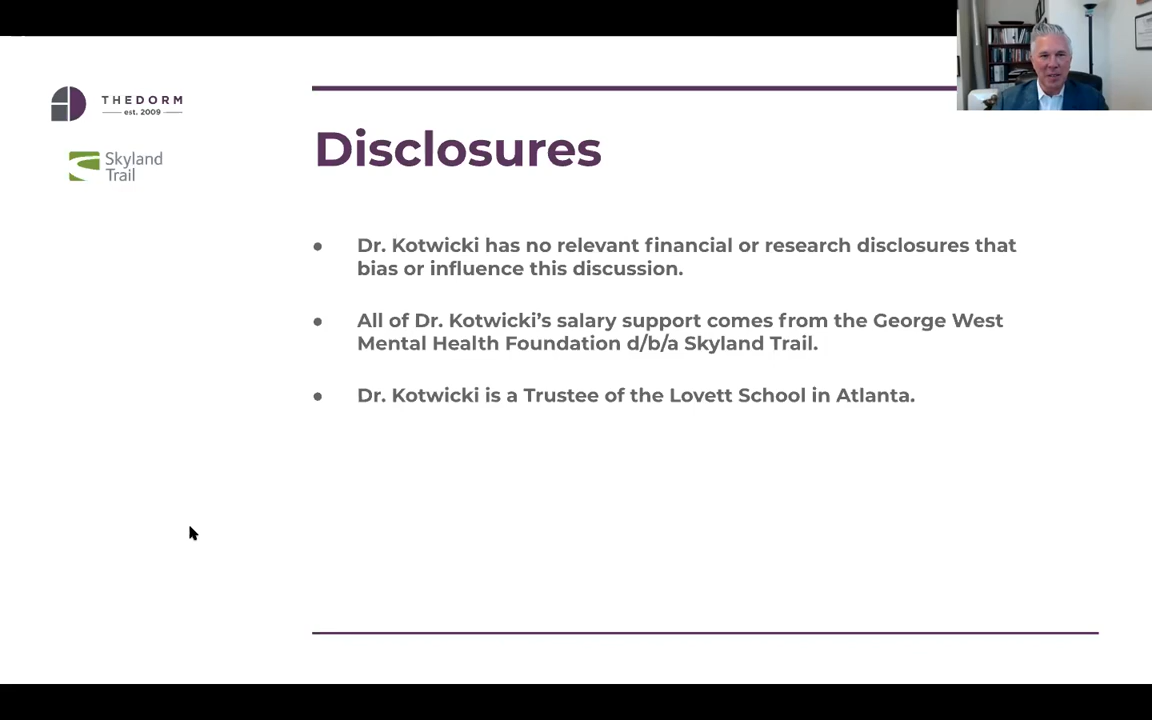 THEDORM
est. 2009
Skyland
Trail
Disclosures
● Dr. Kotwicki has no relevant financial or research disclosures that
bias or influence this discussion.
● All of Dr. Kotwicki’s salary support comes from the George West
Mental Health Foundation d/b/a Skyland Trail.
● Dr. Kotwicki is a Trustee of the Lovett School in Atlanta.